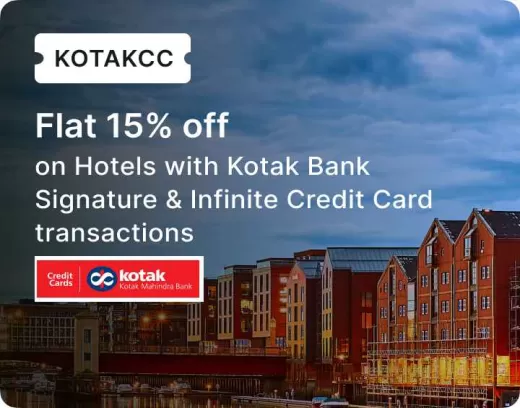 KOTAKCC
Flat 15% off
on Hotels with Kotak Bank
Signature & Infinite Credit Card
transactions
Credit
Cards
kotak
Kotak Mahindra Bank